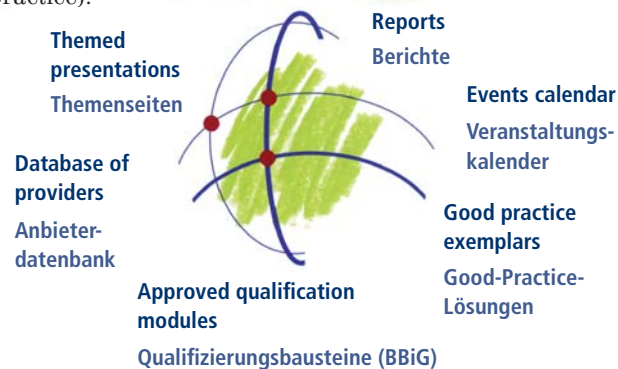 Reports
Berichte
Themed
presentations
Themenseiten
Events calendar
Veranstaltungs-
kalender
Database of
providers
Anbieter-
datenbank
Good practice
exemplars
Good-Practice-
Lösungen
Approved qualification
modules
Qualifizierungsbausteine (BBiG)